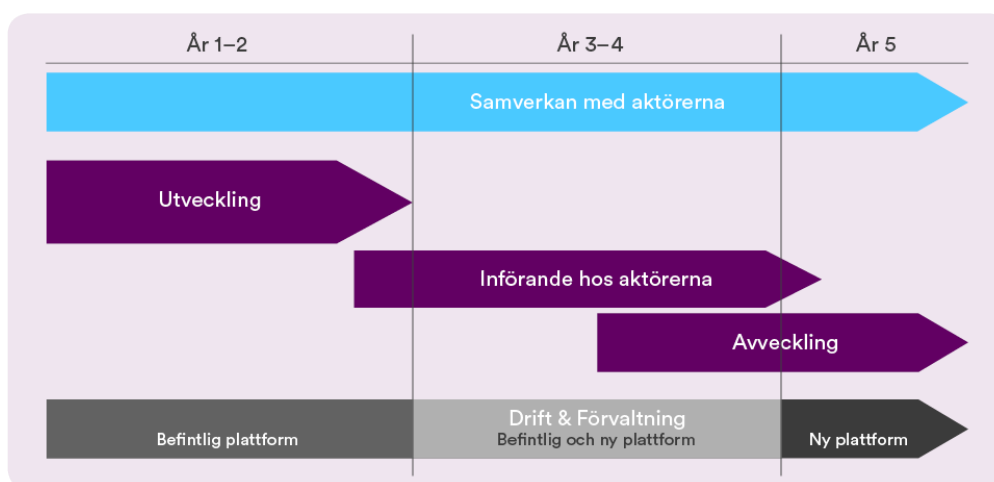 År 1–2
År 3–4
År 5
Samverkan med aktörerna
Utveckling
Införande hos aktörerna
Avveckling
Drift & Förvaltning
Befintlig plattform
Befintlig och ny plattform
Ny plattform